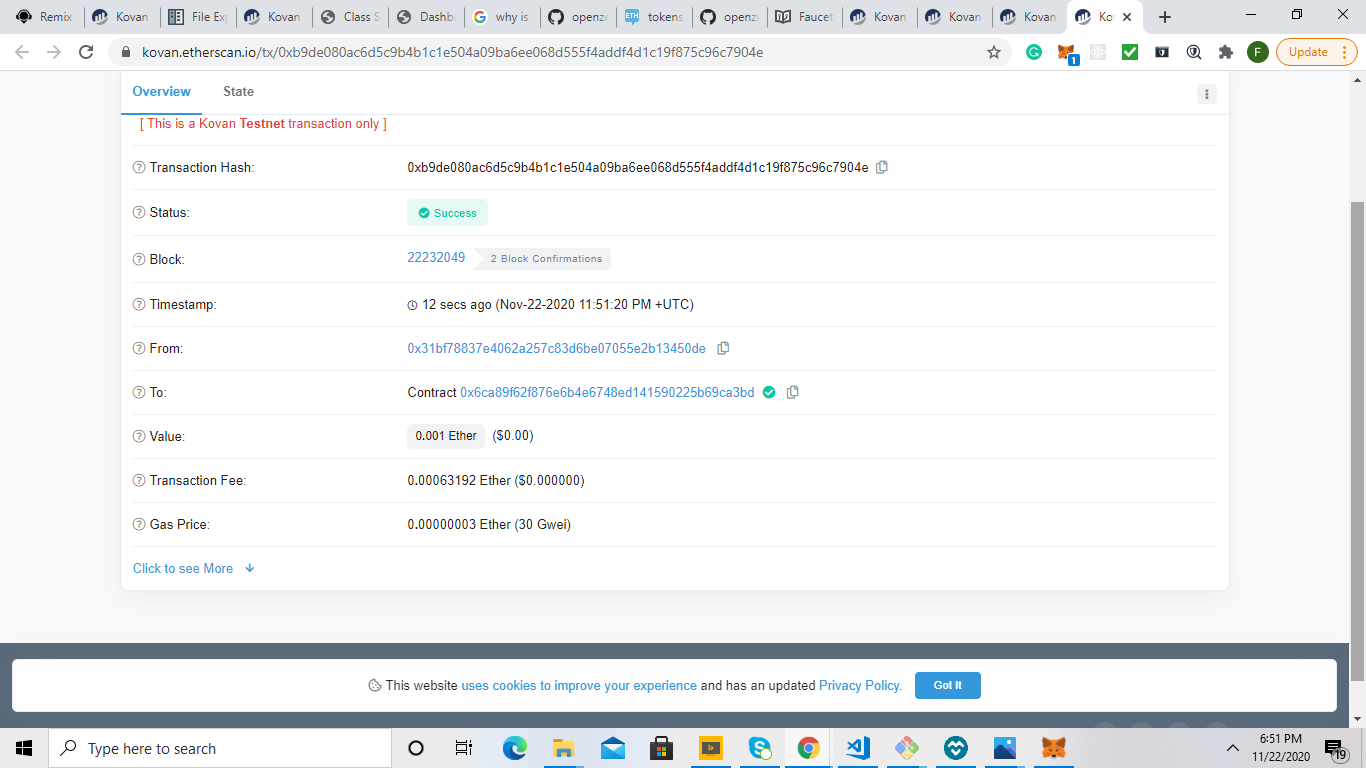 Remix
Kovan
File Exp
Kovan
Class S
Dashbo
why is
openze
tokens
openze
Faucet
Kovan
Kovan
Kovan
Ko
kovan.etherscan.io/tx/0xb9de080ac6d5c9b4b1c1e504a09ba6ee068d555f4addf4d1c19f875c96c7904e
1
F
Update
Overview State
[ This is a Kovan Testnet transaction only ]
Transaction Hash: 0xb9de080ac6d5c9b4b1c1e504a09ba6ee068d555f4addf4d1c19f875c96c7904e
Status: Success
Block: 22232049 2 Block Confirmations
Timestamp: 12 secs ago (Nov-22-2020 11:51:20 PM +UTC)
From: 0x31bf78837e4062a257c83d6be07055e2b13450de
To: Contract 0x6ca89f62f876e6b4e6748ed141590225b69ca3bd
Value: 0.001 Ether ($0.00)
Transaction Fee: 0.00063192 Ether ($0.000000)
Gas Price: 0.00000003 Ether (30 Gwei)
Click to see More
This website uses cookies to improve your experience and has an updated Privacy Policy. Got It
Type here to search
6:51 PM
11/22/2020
19